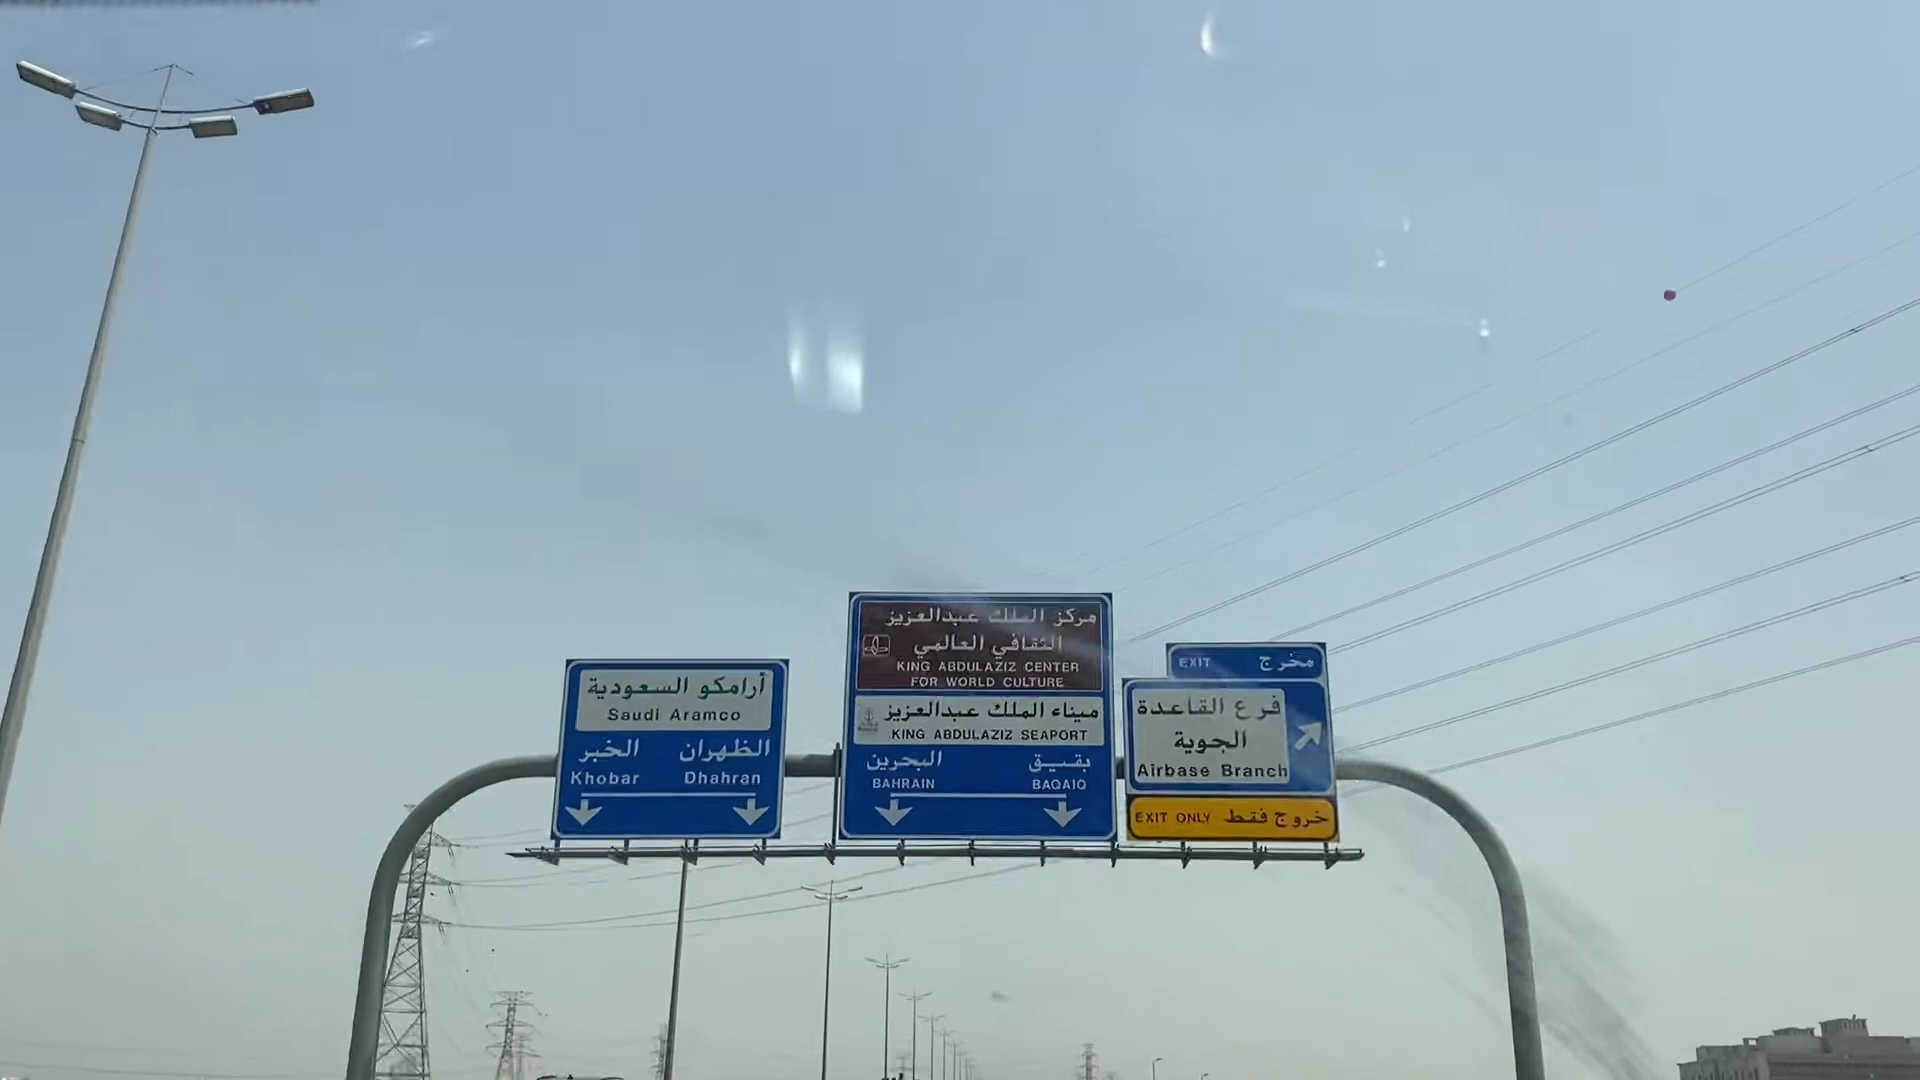 أرامكو السعودية
Saudi Aramco
الخبر الظهران
Khobar Dhahran
مركز الملك عبدالعزيز
الثقافي العالمي
KING ABDULAZIZ CENTER
FOR WORLD CULTURE
ميناء الملك عبدالعزيز
KING ABDULAZIZ SEAPORT
البحرين بقيق
BAHRAIN BAQAIQ
EXIT مخرج
فرع القاعدة
الجوية
Airbase Branch
EXIT ONLY خروج فقط